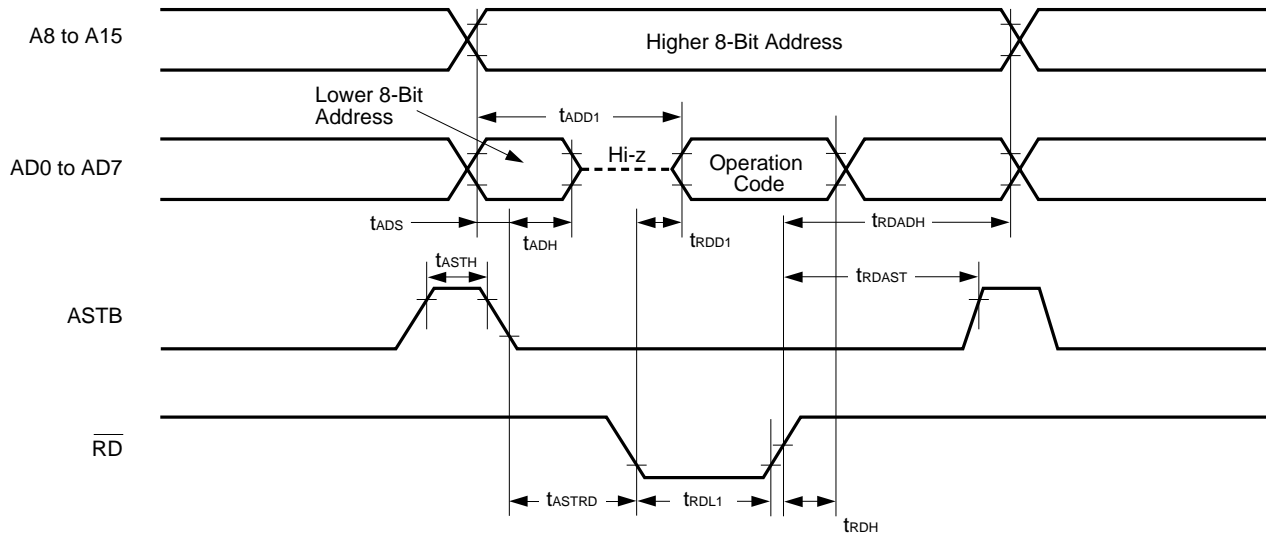 A8 to A15
Higher 8-Bit Address
Lower 8-Bit
Address
tADD1
AD0 to AD7
Hi-z
Operation
Code
tADS
tADH
tRDD1
tRDADH
tASTH
tRDAST
ASTB
RD
tASTRD
tRDL1
tRDH